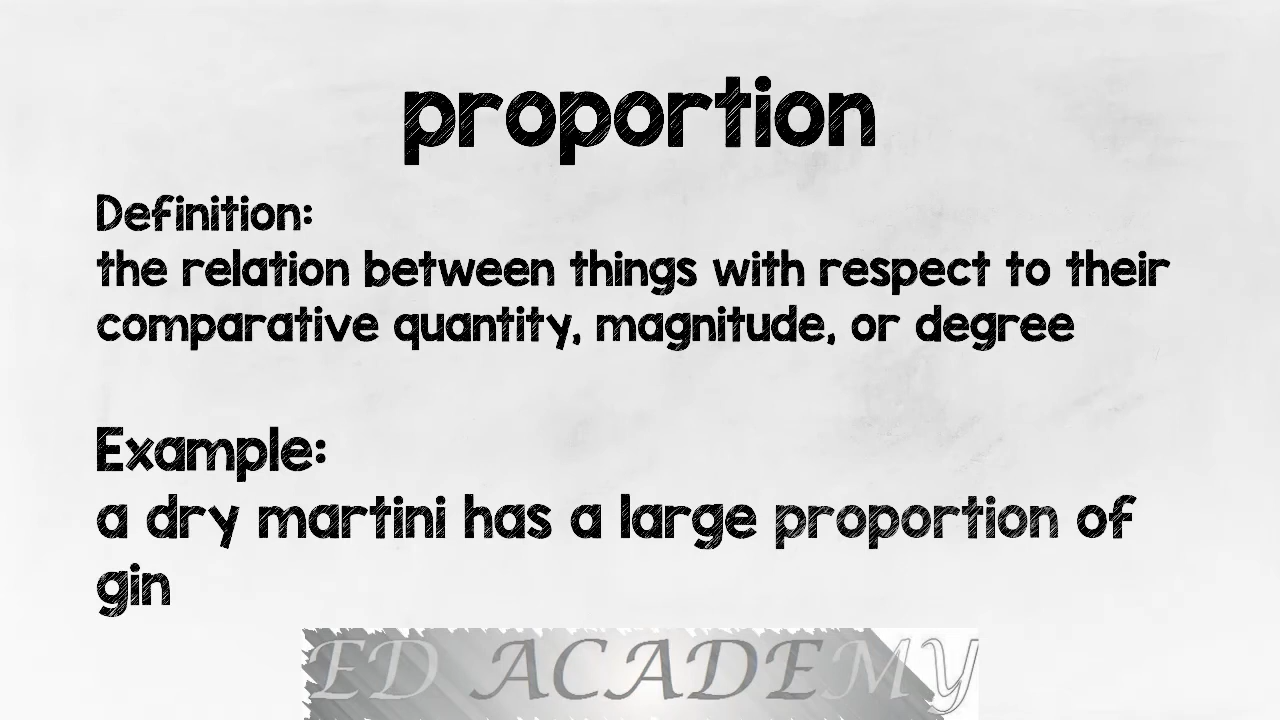 proportion
Definition:
the relation between things with respect to their
comparative quantity, magnitude, or degree
Example:
a dry martini has a large proportion of
gin
ED ACADEMY